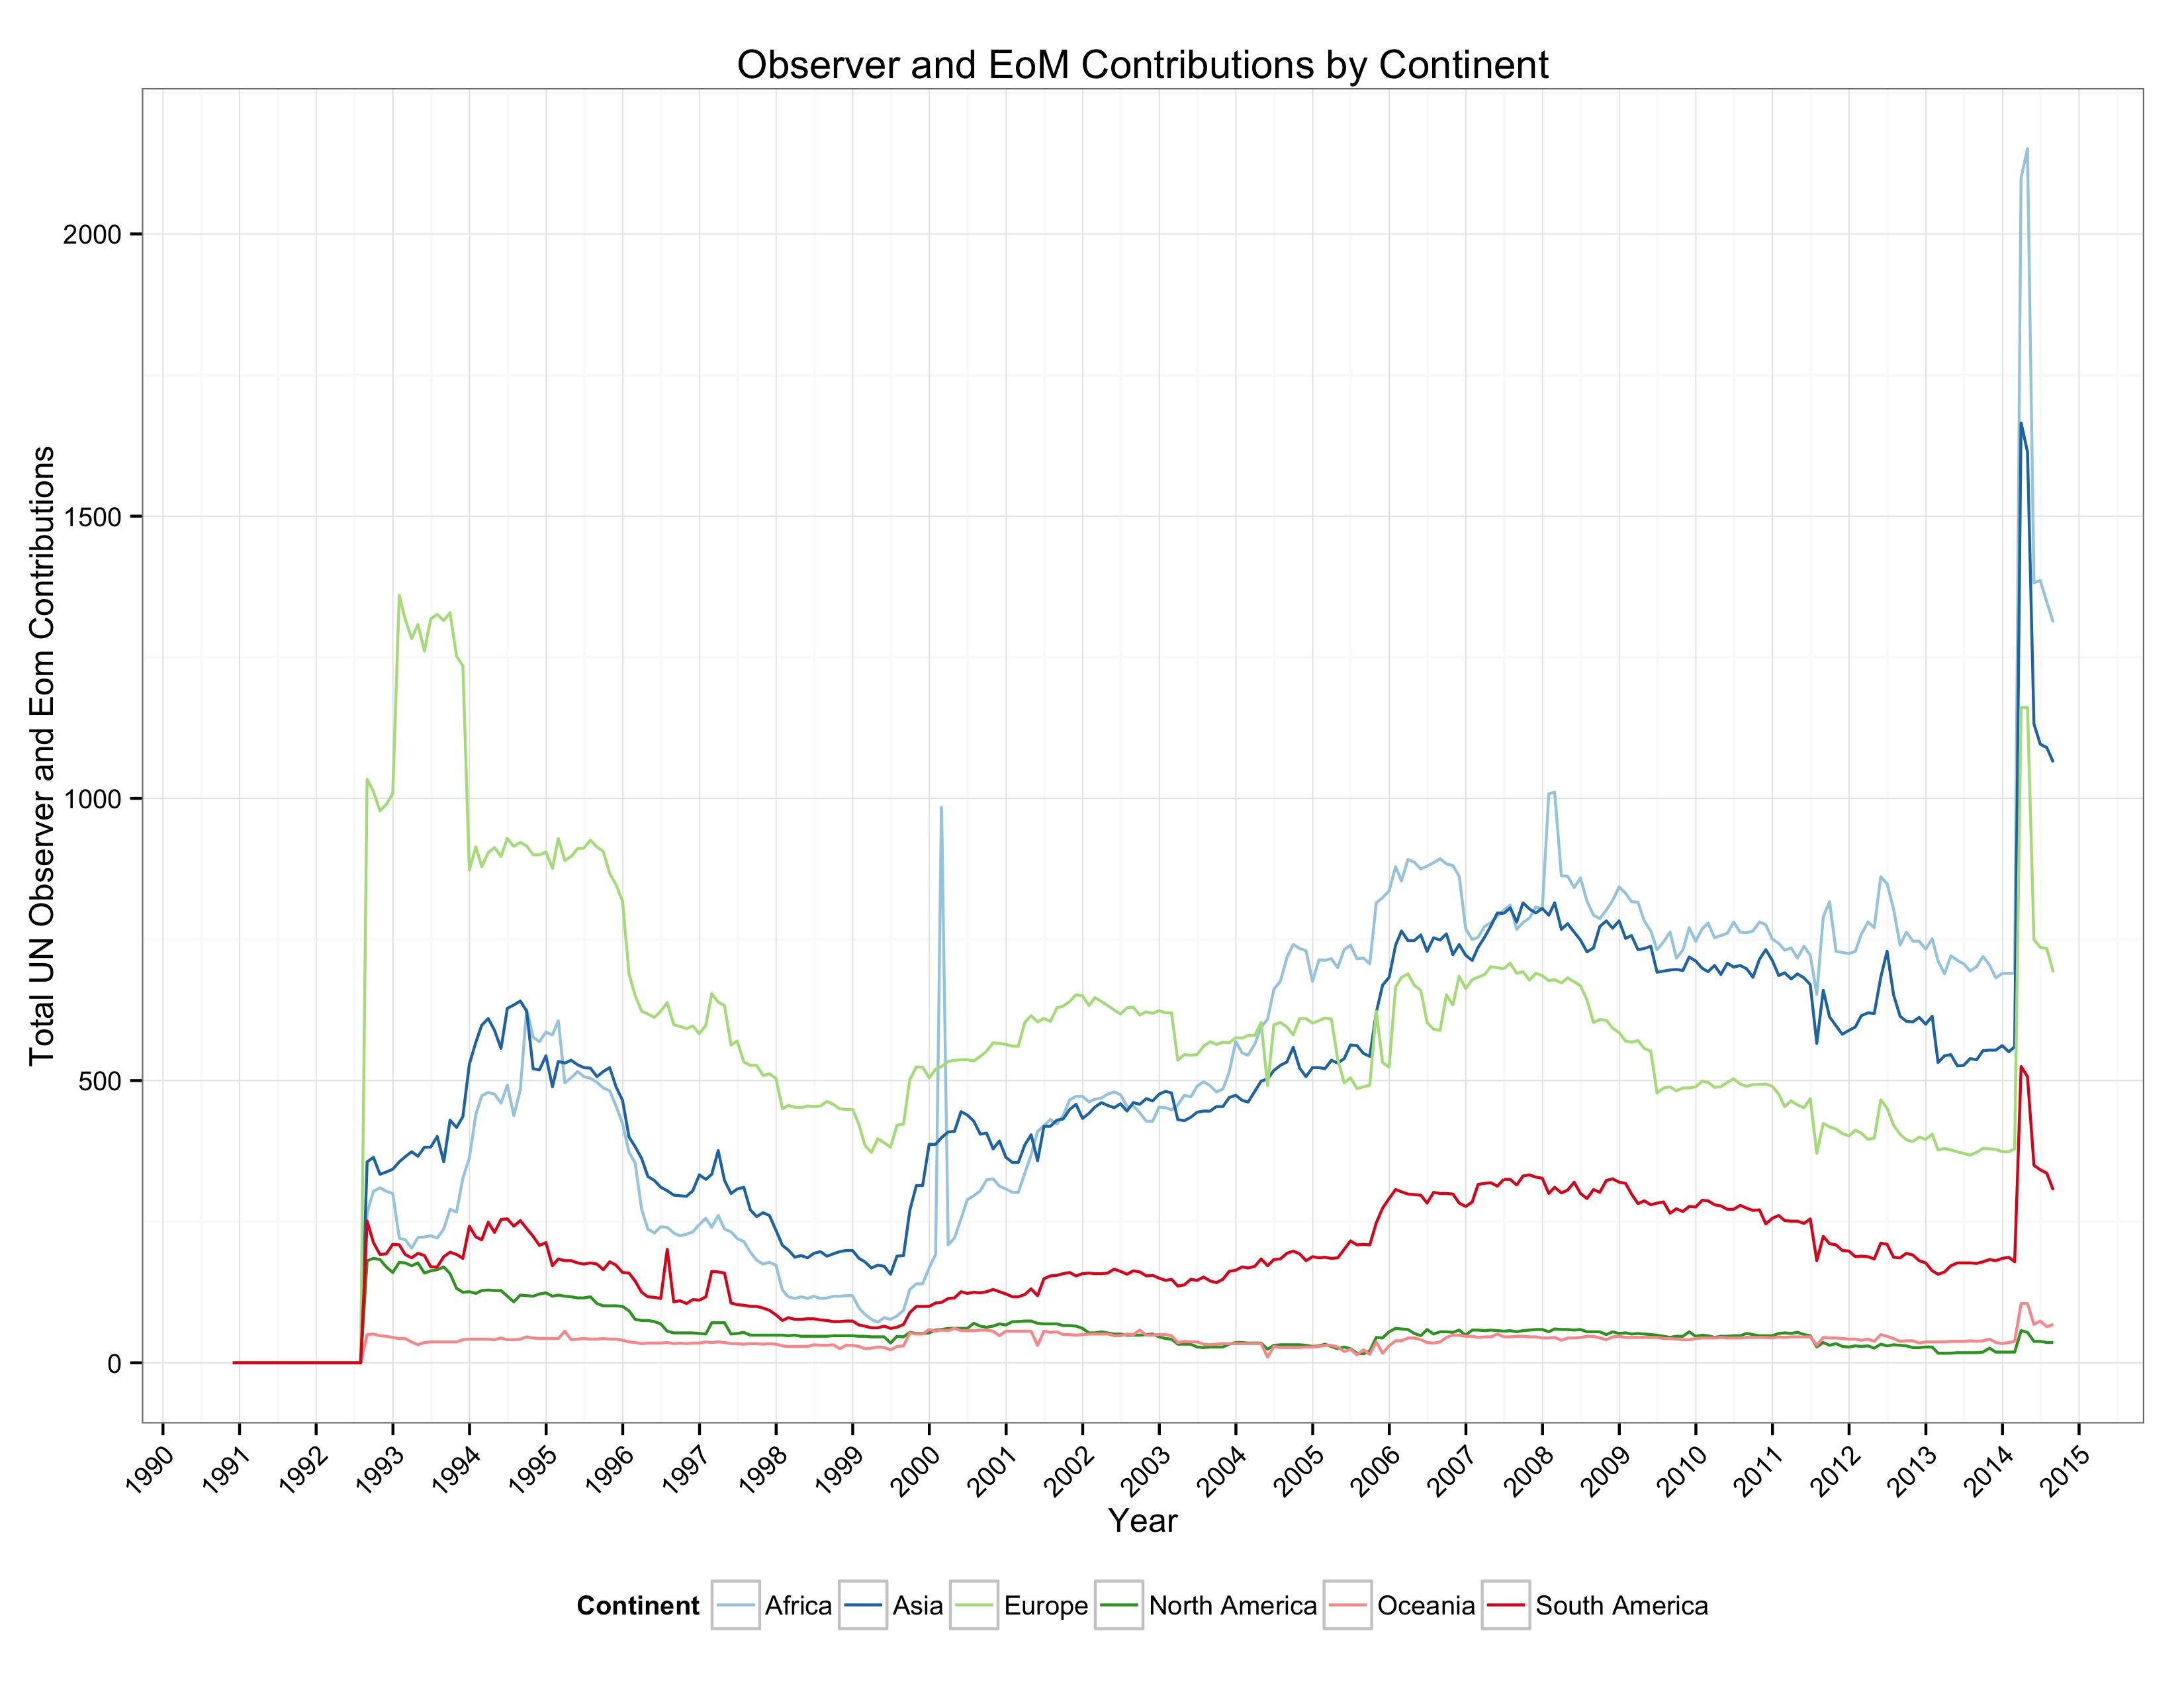 Observer and EoM Contributions by Continent
Total UN Observer and Eom Contributions
2000
1500
1000
500
0
1990 1991 1992 1993 1994 1995 1996 1997 1998 1999 2000 2001 2002 2003 2004 2005 2006 2007 2008 2009 2010 2011 2012 2013 2014 2015
Year
Continent Africa Asia Europe North America Oceania South America